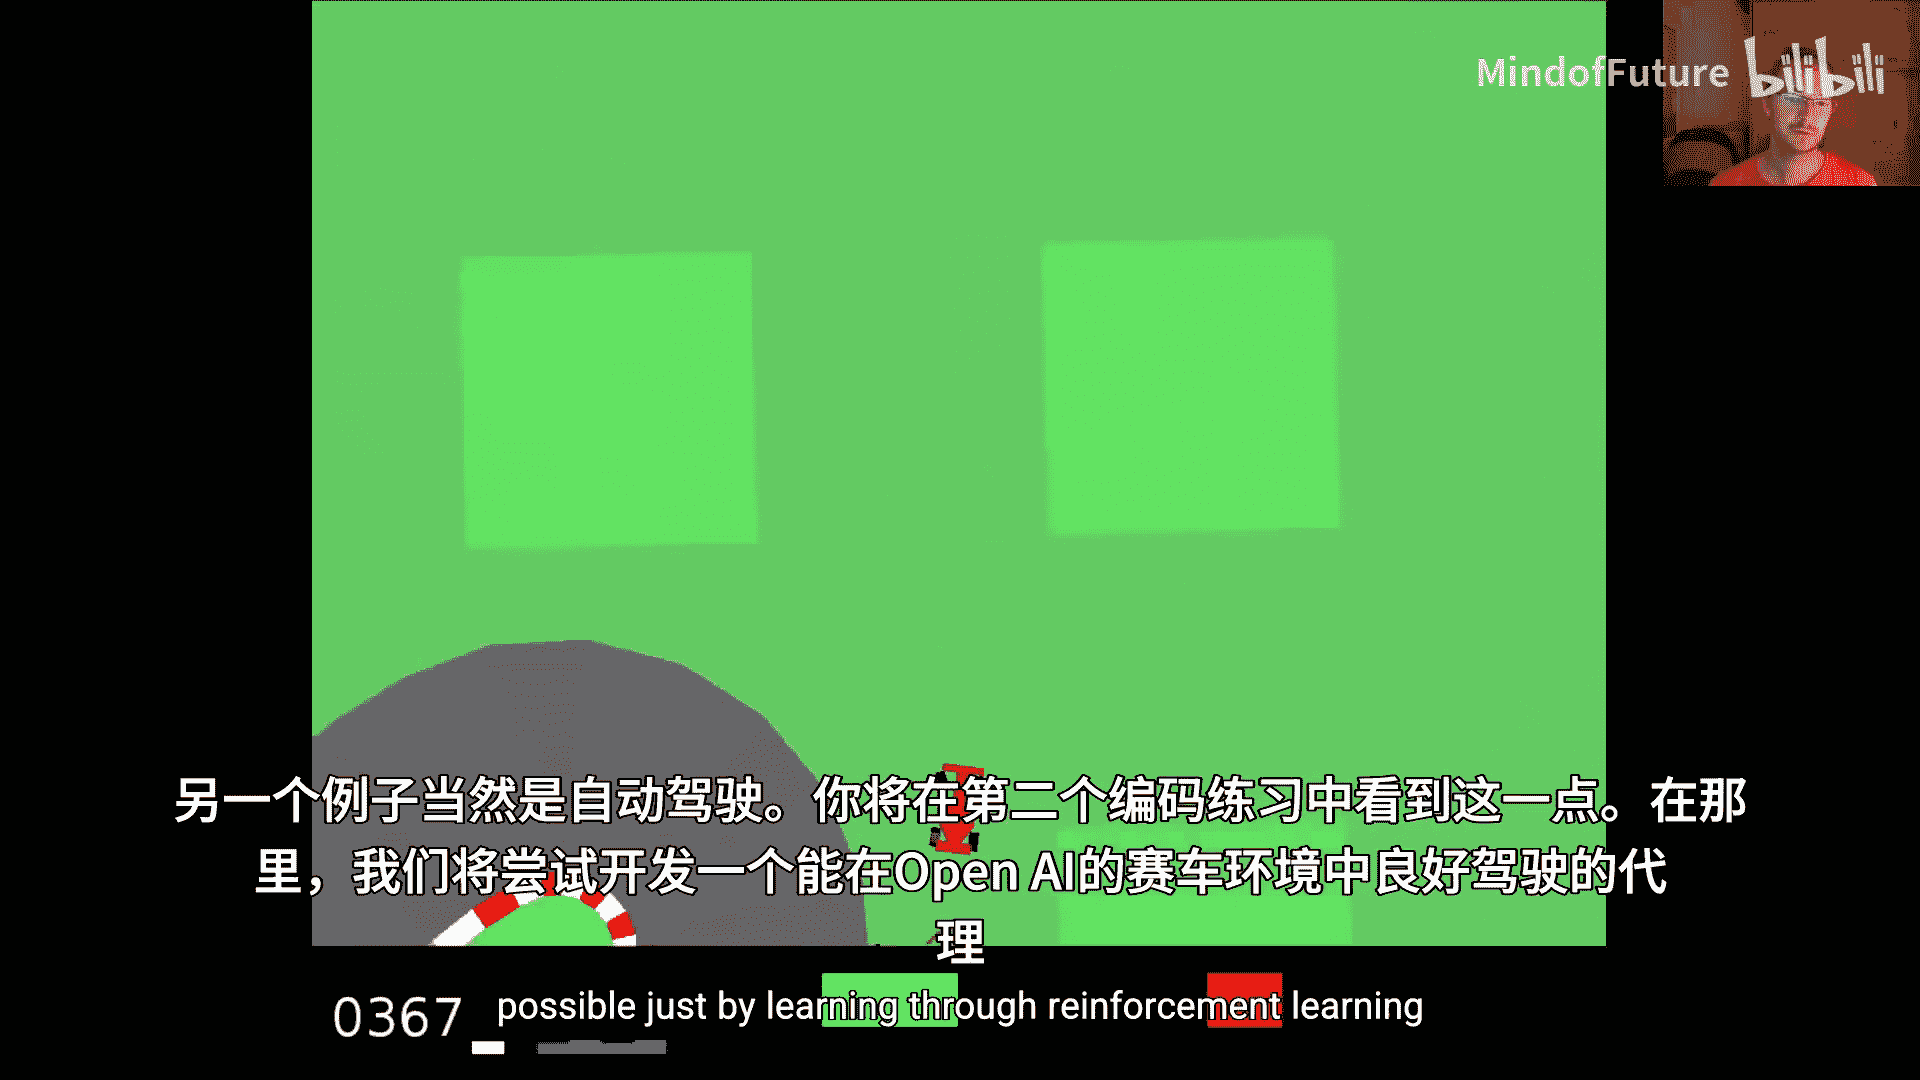 MindofFuture bilibili
另一个例子当然是自动驾驶。你将在第二个编码练习中看到这一点。在那
里，我们将尝试开发一个能在Open AI的赛车环境中良好驾驶的代
理
0367
possible just by learning through reinforcement learning